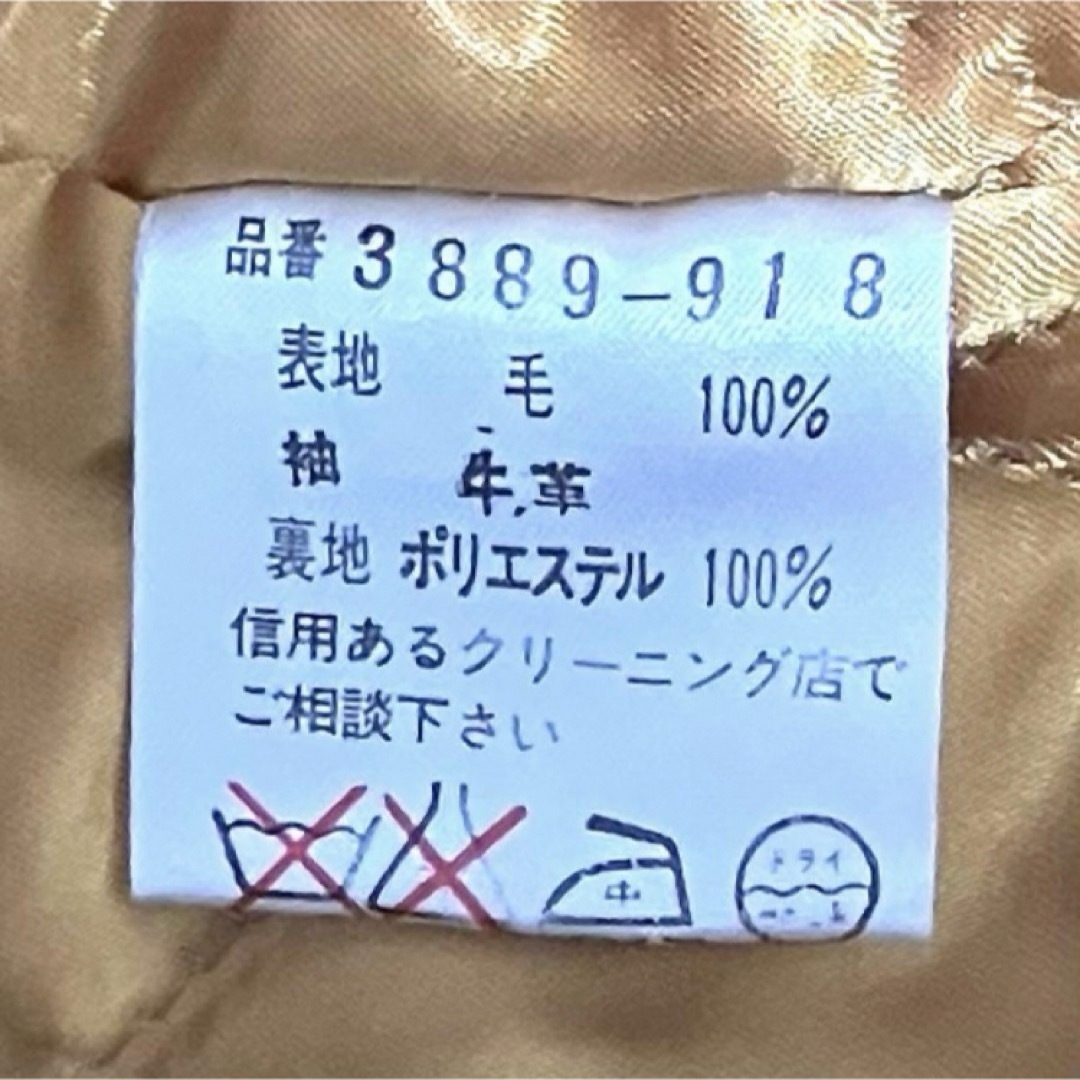 品番 3889-918
表地 毛 100%
袖 牛革
裏地 ポリエステル 100%
信用あるクリーニング店で
ご相談下さい
中 ドライ